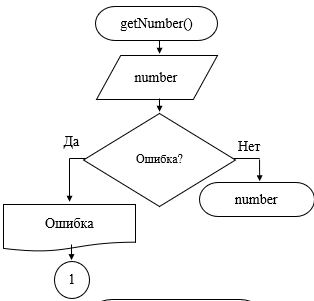 getNumber()
number
Ошибка?
Да
Нет
number
Ошибка
1